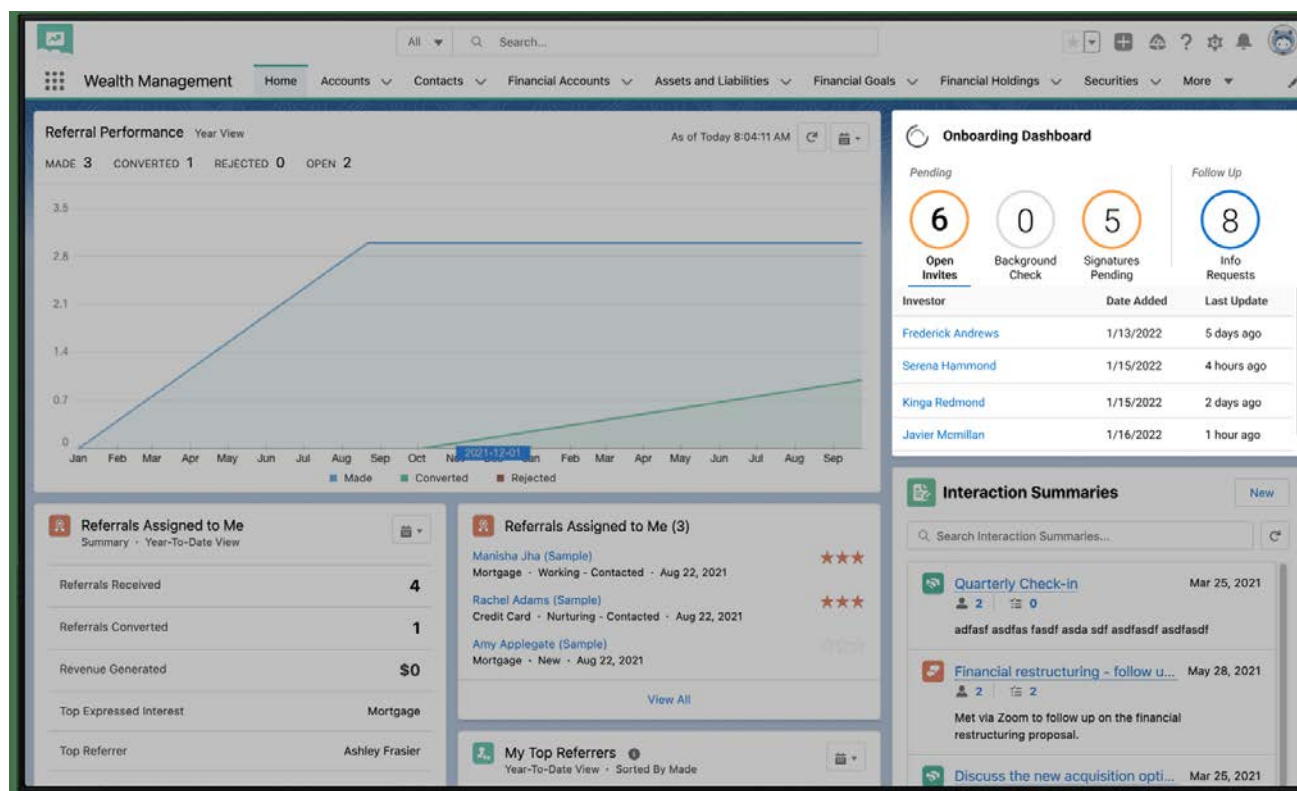 All
Search...
Wealth Management
Home
Accounts
Contacts
Financial Accounts
Assets and Liabilities
Financial Goals
Financial Holdings
Securities
More
Referral Performance Year View
As of Today 8:04:11 AM
MADE 3 CONVERTED 1 REJECTED 0 OPEN 2
3.5
2.8
2.1
1.4
0.7
0
Jan Feb Mar Apr May Jun Jul Aug Sep Oct 2021-12-01 Feb Mar Apr May Jun Jul Aug Sep
Made Converted Rejected
Onboarding Dashboard
Pending
Follow Up
6 0 5 8
Open Invites
Background Check
Signatures Pending
Info Requests
Investor Date Added Last Update
Frederick Andrews 1/13/2022 5 days ago
Serena Hammond 1/15/2022 4 hours ago
Kinga Redmond 1/15/2022 2 days ago
Javier Mcmillan 1/16/2022 1 hour ago
Referrals Assigned to Me
Summary · Year-To-Date View
Referrals Received 4
Referrals Converted 1
Revenue Generated $0
Top Expressed Interest Mortgage
Top Referrer Ashley Frasier
Referrals Assigned to Me (3)
Manisha Jha (Sample)
Mortgage · Working - Contacted · Aug 22, 2021
Rachel Adams (Sample)
Credit Card · Nurturing - Contacted · Aug 22, 2021
Amy Applegate (Sample)
Mortgage · New · Aug 22, 2021
View All
My Top Referrers
Year-To-Date View · Sorted By Made
Interaction Summaries
New
Search Interaction Summaries...
Quarterly Check-in Mar 25, 2021
2 0
adfasf asdfas fasdf asda sdf asdfasdf asdfasdf
Financial restructuring - follow u... May 28, 2021
2 2
Met via Zoom to follow up on the financial
restructuring proposal.
Discuss the new acquisition opti... Mar 25, 2021